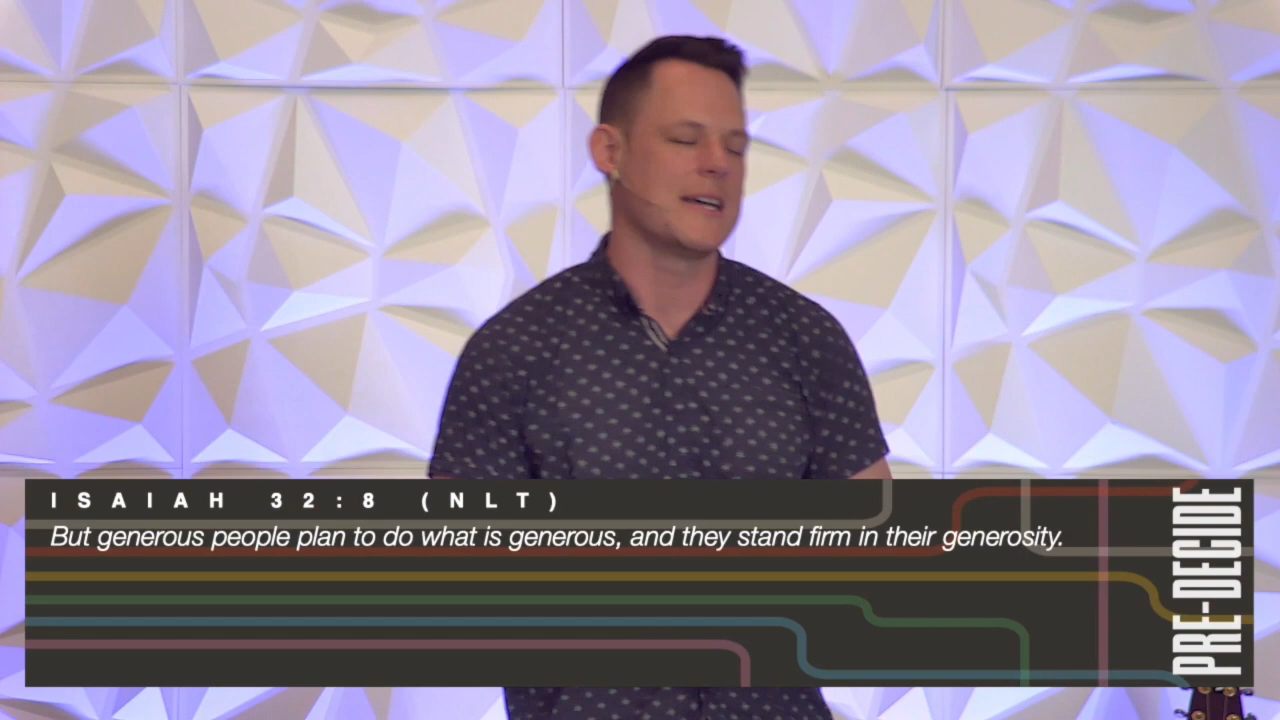 ISAIAH 32:8 (NLT)
But generous people plan to do what is generous, and they stand firm in their generosity.
PRE-DECIDE